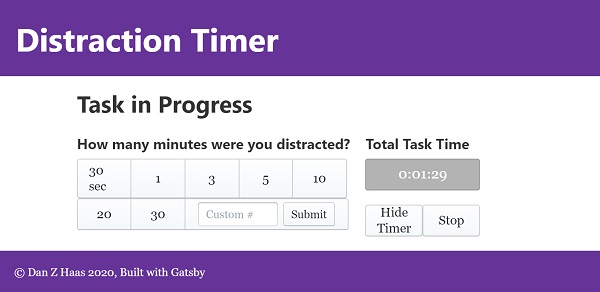 Distraction Timer
Task in Progress
How many minutes were you distracted?
30
sec
1
3
5
10
20
30
Custom #
Submit
Total Task Time
0:01:29
Hide
Timer
Stop
© Dan Z Haas 2020, Built with Gatsby